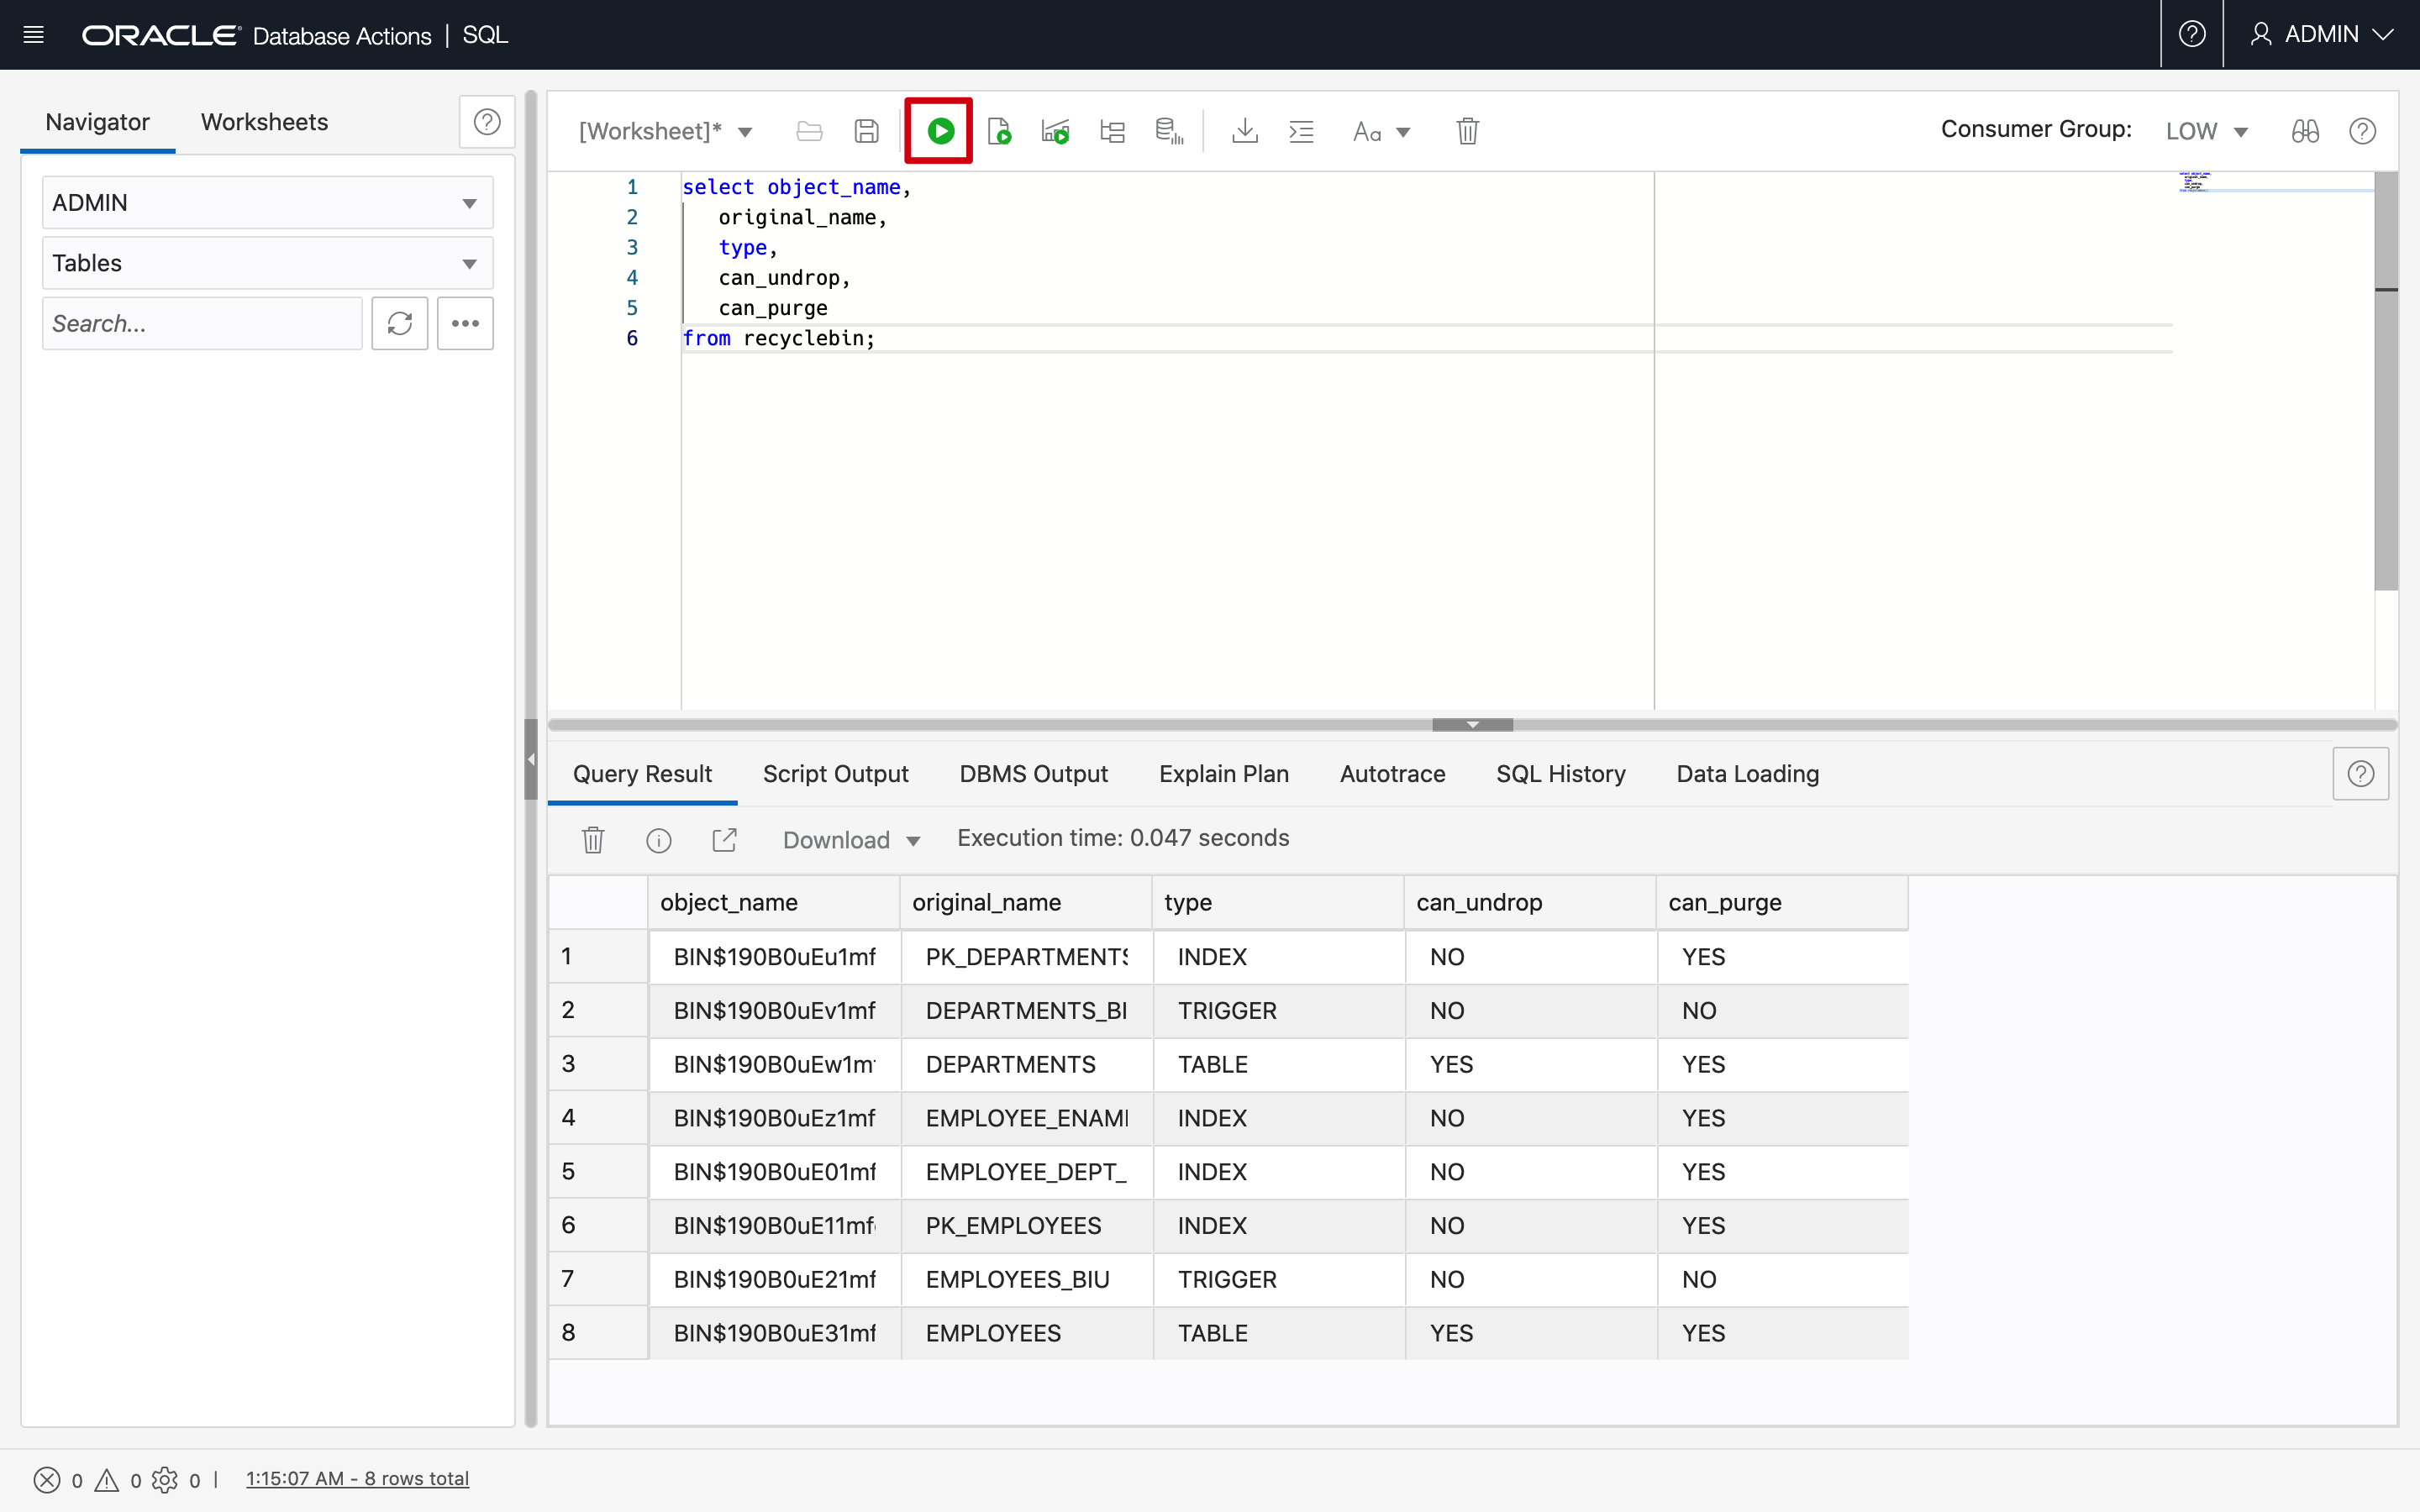 ORACLE Database Actions | SQL
ADMIN
Navigator
Worksheets
ADMIN
Tables
Search...
[Worksheet]*
Aa
Consumer Group:
LOW
1 select object_name,
2 original_name,
3 type,
4 can_undrop,
5 can_purge
6 from recyclebin;
Query Result
Script Output
DBMS Output
Explain Plan
Autotrace
SQL History
Data Loading
Download
Execution time: 0.047 seconds
object_name original_name type can_undrop can_purge
1 BIN$190B0uEu1mf PK_DEPARTMENTS INDEX NO YES
2 BIN$190B0uEv1mf DEPARTMENTS_BI TRIGGER NO NO
3 BIN$190B0uEw1m DEPARTMENTS TABLE YES YES
4 BIN$190B0uEz1mf EMPLOYEE_ENAM INDEX NO YES
5 BIN$190B0uE01mf EMPLOYEE_DEPT_ INDEX NO YES
6 BIN$190B0uE11mf PK_EMPLOYEES INDEX NO YES
7 BIN$190B0uE21mf EMPLOYEES_BIU TRIGGER NO NO
8 BIN$190B0uE31mf EMPLOYEES TABLE YES YES
0 0 0 | 1:15:07 AM - 8 rows total